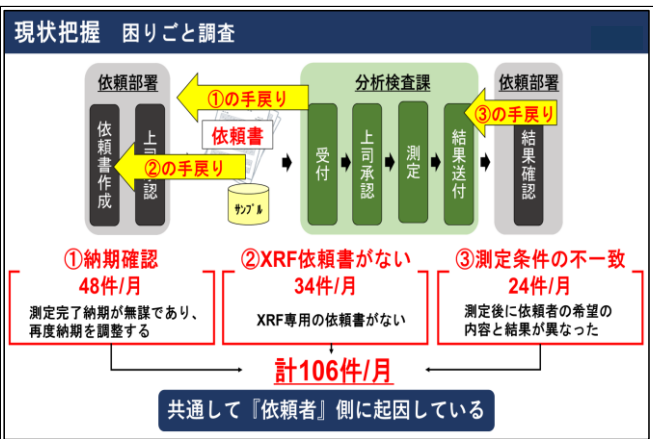 現状把握 困りごと調査
依頼部署
分析検査課
依頼部署
①の手戻り
③の手戻り
依頼書
②の手戻り
依頼書作成
上司承認
サンプル
受付
上司承認
測定
結果送付
結果確認
①納期確認
48件/月
測定完了納期が無謀であり、
再度納期を調整する
②XRF依頼書がない
34件/月
XRF専用の依頼書がない
③測定条件の不一致
24件/月
測定後に依頼者の希望の
内容と結果が異なった
計106件/月
共通して『依頼者』側に起因している